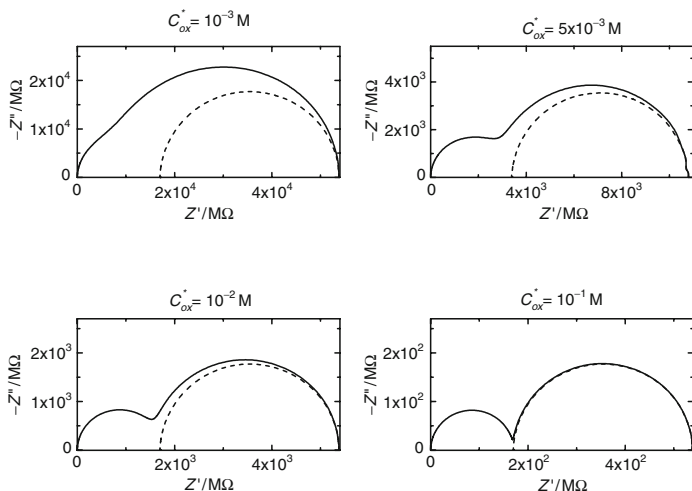 C*ox = 10⁻³ M
-Z''/MΩ
2x10⁴
1x10⁴
0
0 2x10⁴ 4x10⁴
Z'/MΩ
C*ox = 5x10⁻³ M
-Z''/MΩ
4x10³
2x10³
0
0 4x10³ 8x10³
Z'/MΩ
C*ox = 10⁻² M
-Z''/MΩ
2x10³
1x10³
0
0 2x10³ 4x10³
Z'/MΩ
C*ox = 10⁻¹ M
-Z''/MΩ
2x10²
1x10²
0
0 2x10² 4x10²
Z'/MΩ